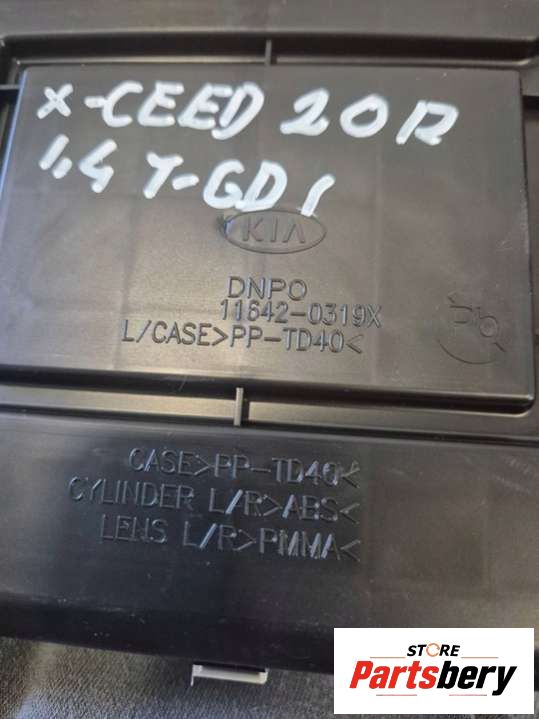 X-CEED 20R
1,4 T-GDI
KIA
DNPO
11642-0319X
L/CASE>PP-TD40<
Pb
CASE>PP-TD40<
CYLINDER L/R>ABS<
LENS L/R>PMMA<
STORE
Partsbery